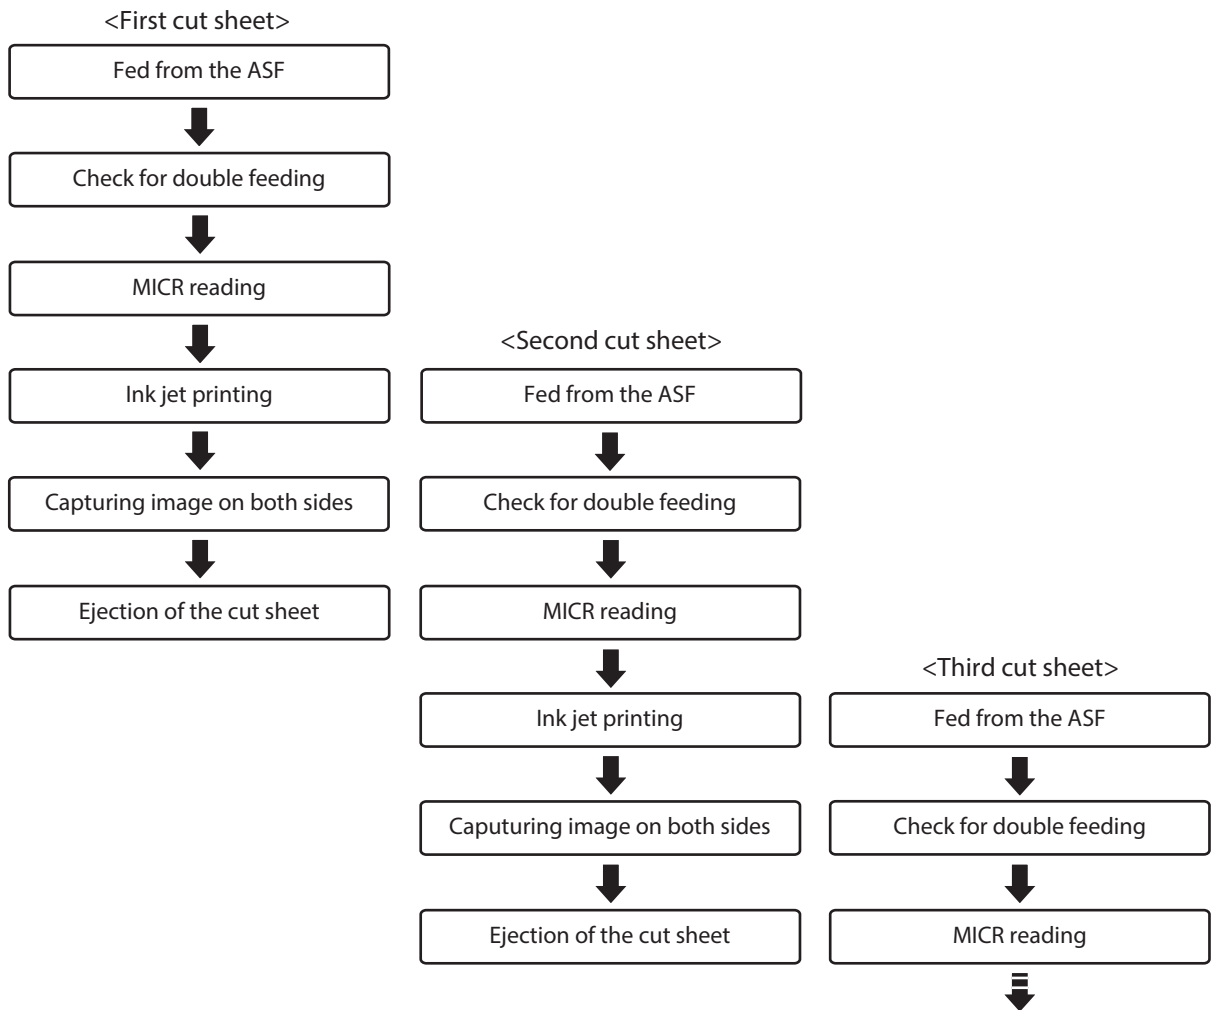 <First cut sheet>
Fed from the ASF
Check for double feeding
MICR reading
Ink jet printing
Capturing image on both sides
Ejection of the cut sheet
<Second cut sheet>
Fed from the ASF
Check for double feeding
MICR reading
Ink jet printing
Caputuring image on both sides
Ejection of the cut sheet
<Third cut sheet>
Fed from the ASF
Check for double feeding
MICR reading